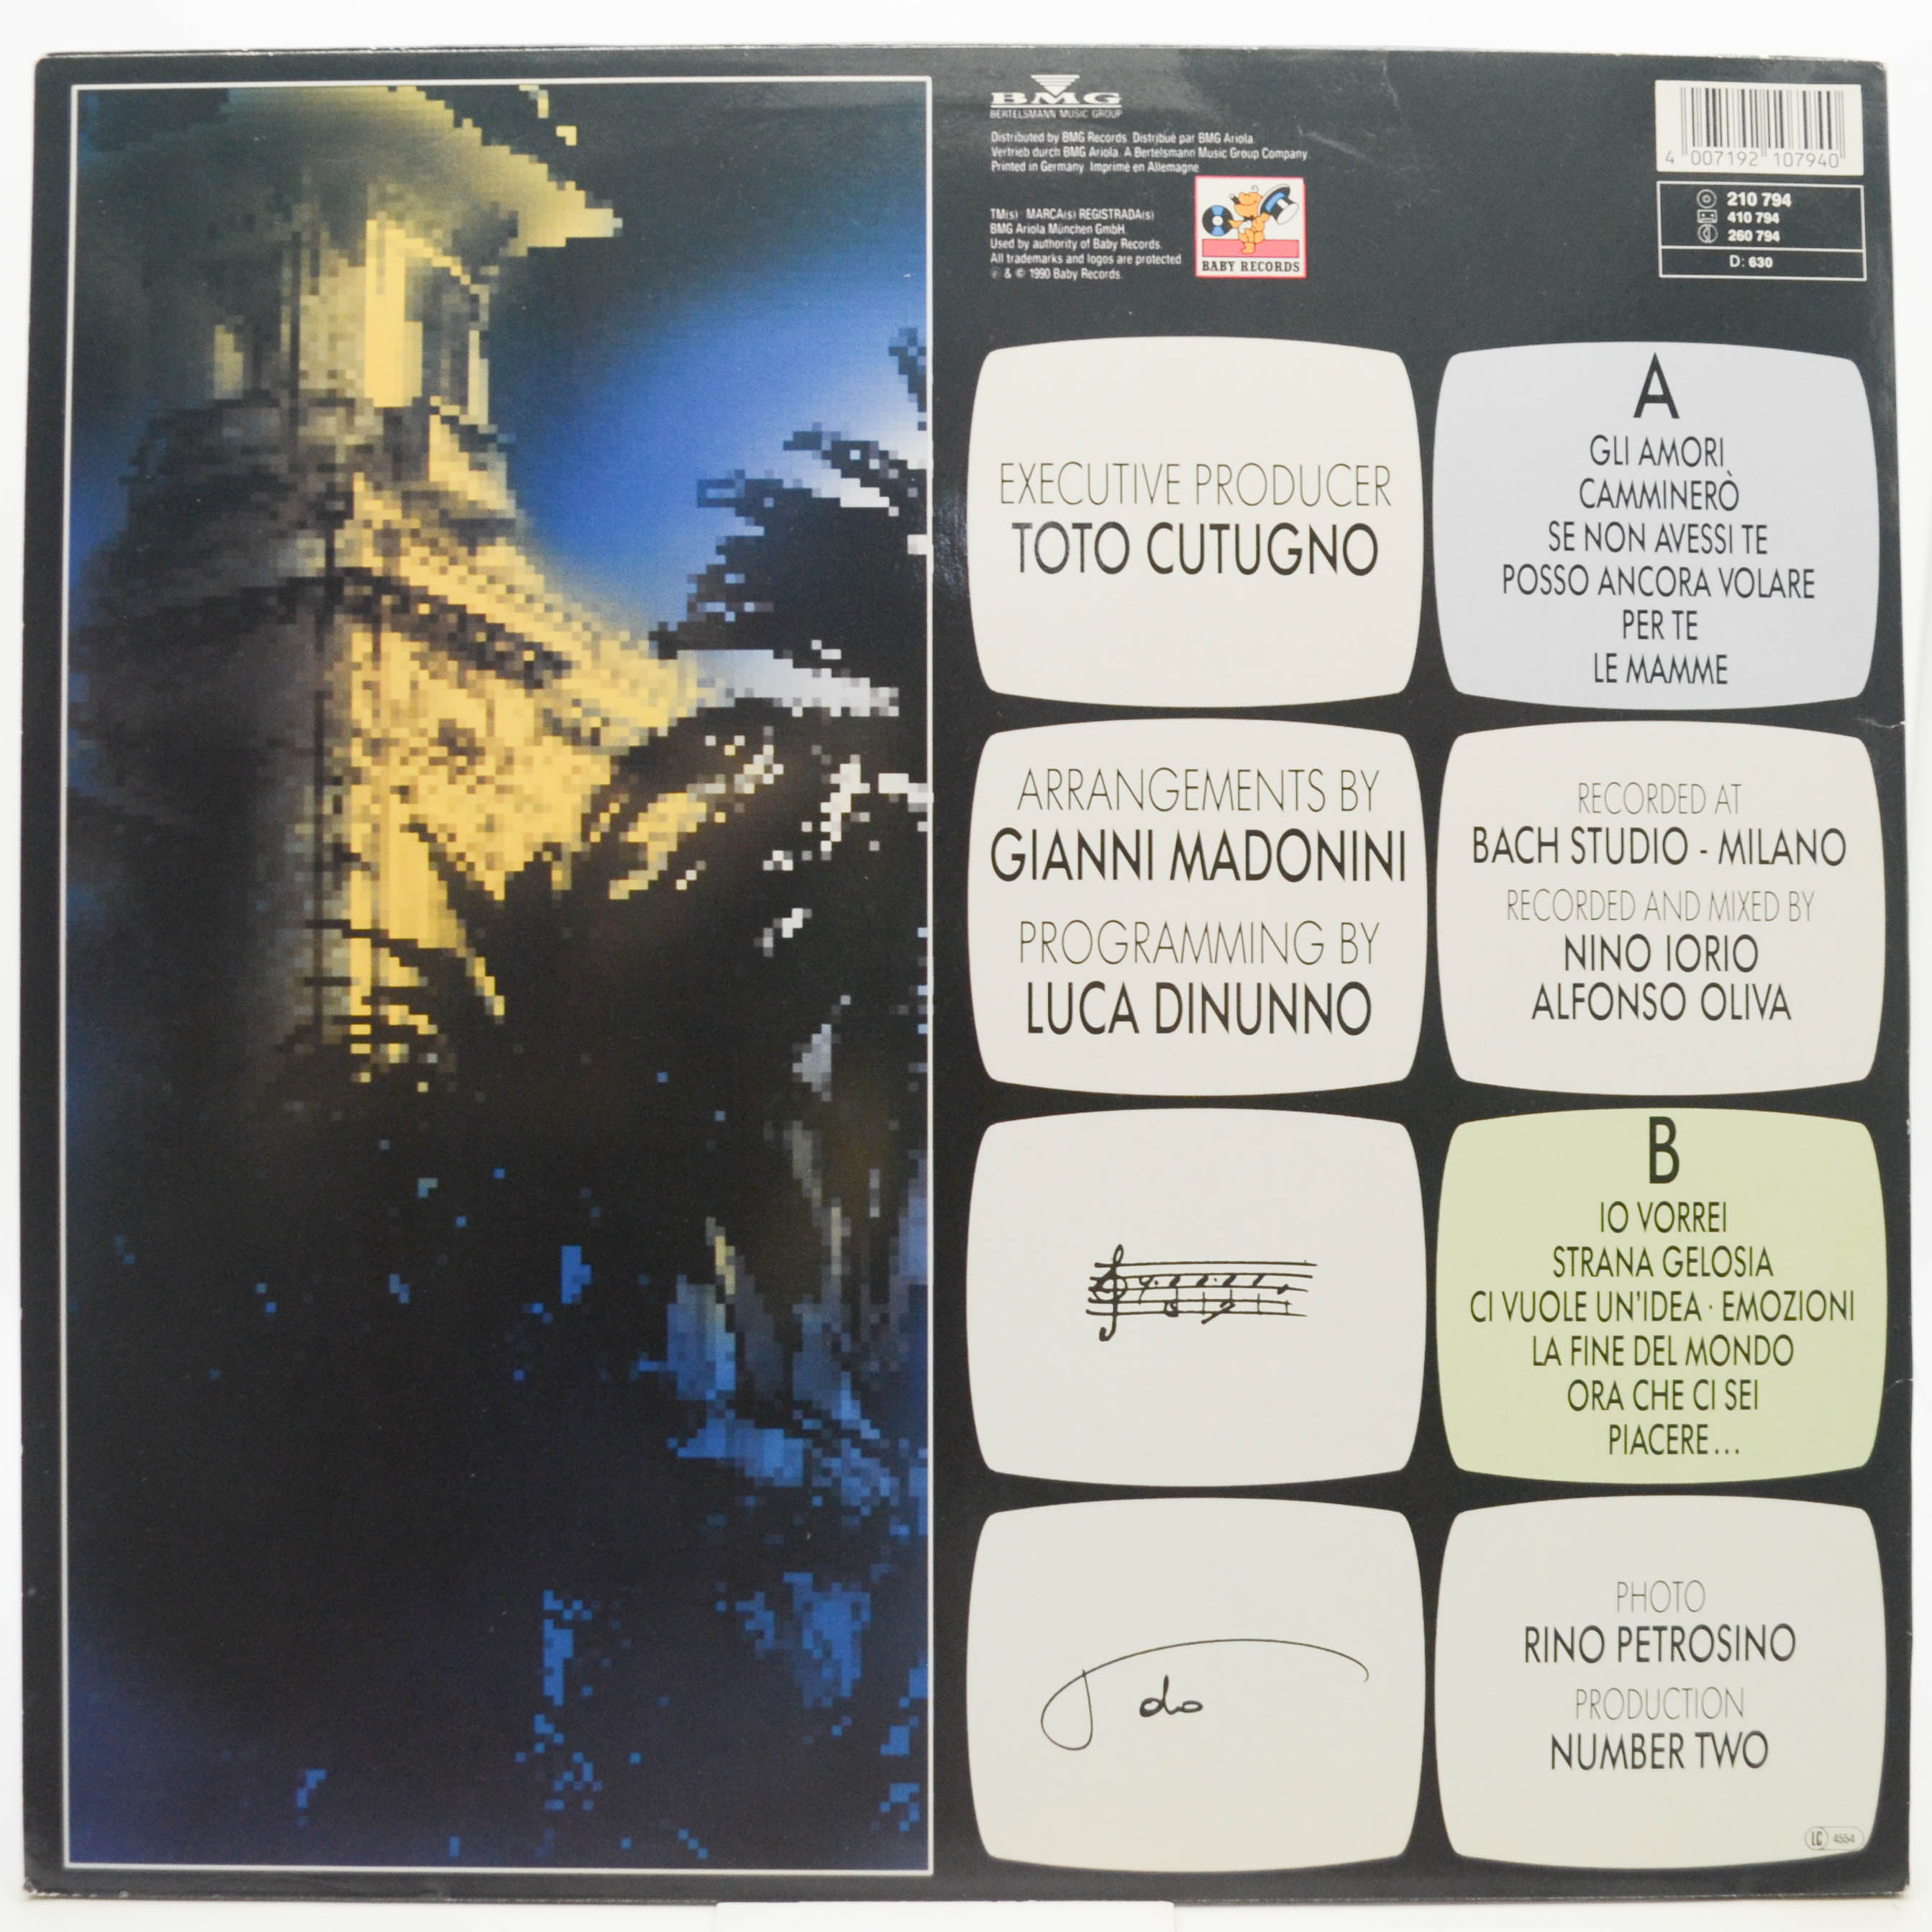 BMG
BERTELSMANN MUSIC GROUP
Distributed by BMG Records. Distribué par BMG Ariola.
Vertrieb durch BMG Ariola. A Bertelsmann Music Group Company.
Printed in Germany. Imprimé en Allemagne.
TM(s) MARCA(s) REGISTRADA(s)
BMG Ariola München GmbH.
Used by authority of Baby Records.
All trademarks and logos are protected.
℗ & © 1990 Baby Records.
BABY RECORDS
4 007192 107940
210 794
410 794
260 794
D: 630
EXECUTIVE PRODUCER
TOTO CUTUGNO
A
GLI AMORI
CAMMINERÒ
SE NON AVESSI TE
POSSO ANCORA VOLARE
PER TE
LE MAMME
ARRANGEMENTS BY
GIANNI MADONINI
PROGRAMMING BY
LUCA DINUNNO
RECORDED AT
BACH STUDIO - MILANO
RECORDED AND MIXED BY
NINO IORIO
ALFONSO OLIVA
B
IO VORREI
STRANA GELOSIA
CI VUOLE UN'IDEA · EMOZIONI
LA FINE DEL MONDO
ORA CHE CI SEI
PIACERE...
PHOTO
RINO PETROSINO
PRODUCTION
NUMBER TWO
LC 4554